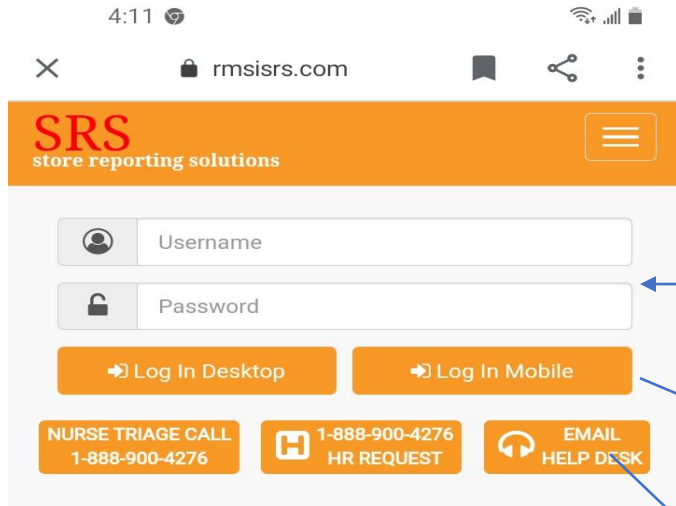 4:11
rmsisrs.com
SRS
store reporting solutions
Username
Password
Log In Desktop
Log In Mobile
NURSE TRIAGE CALL
1-888-900-4276
H 1-888-900-4276
HR REQUEST
EMAIL
HELP DESK